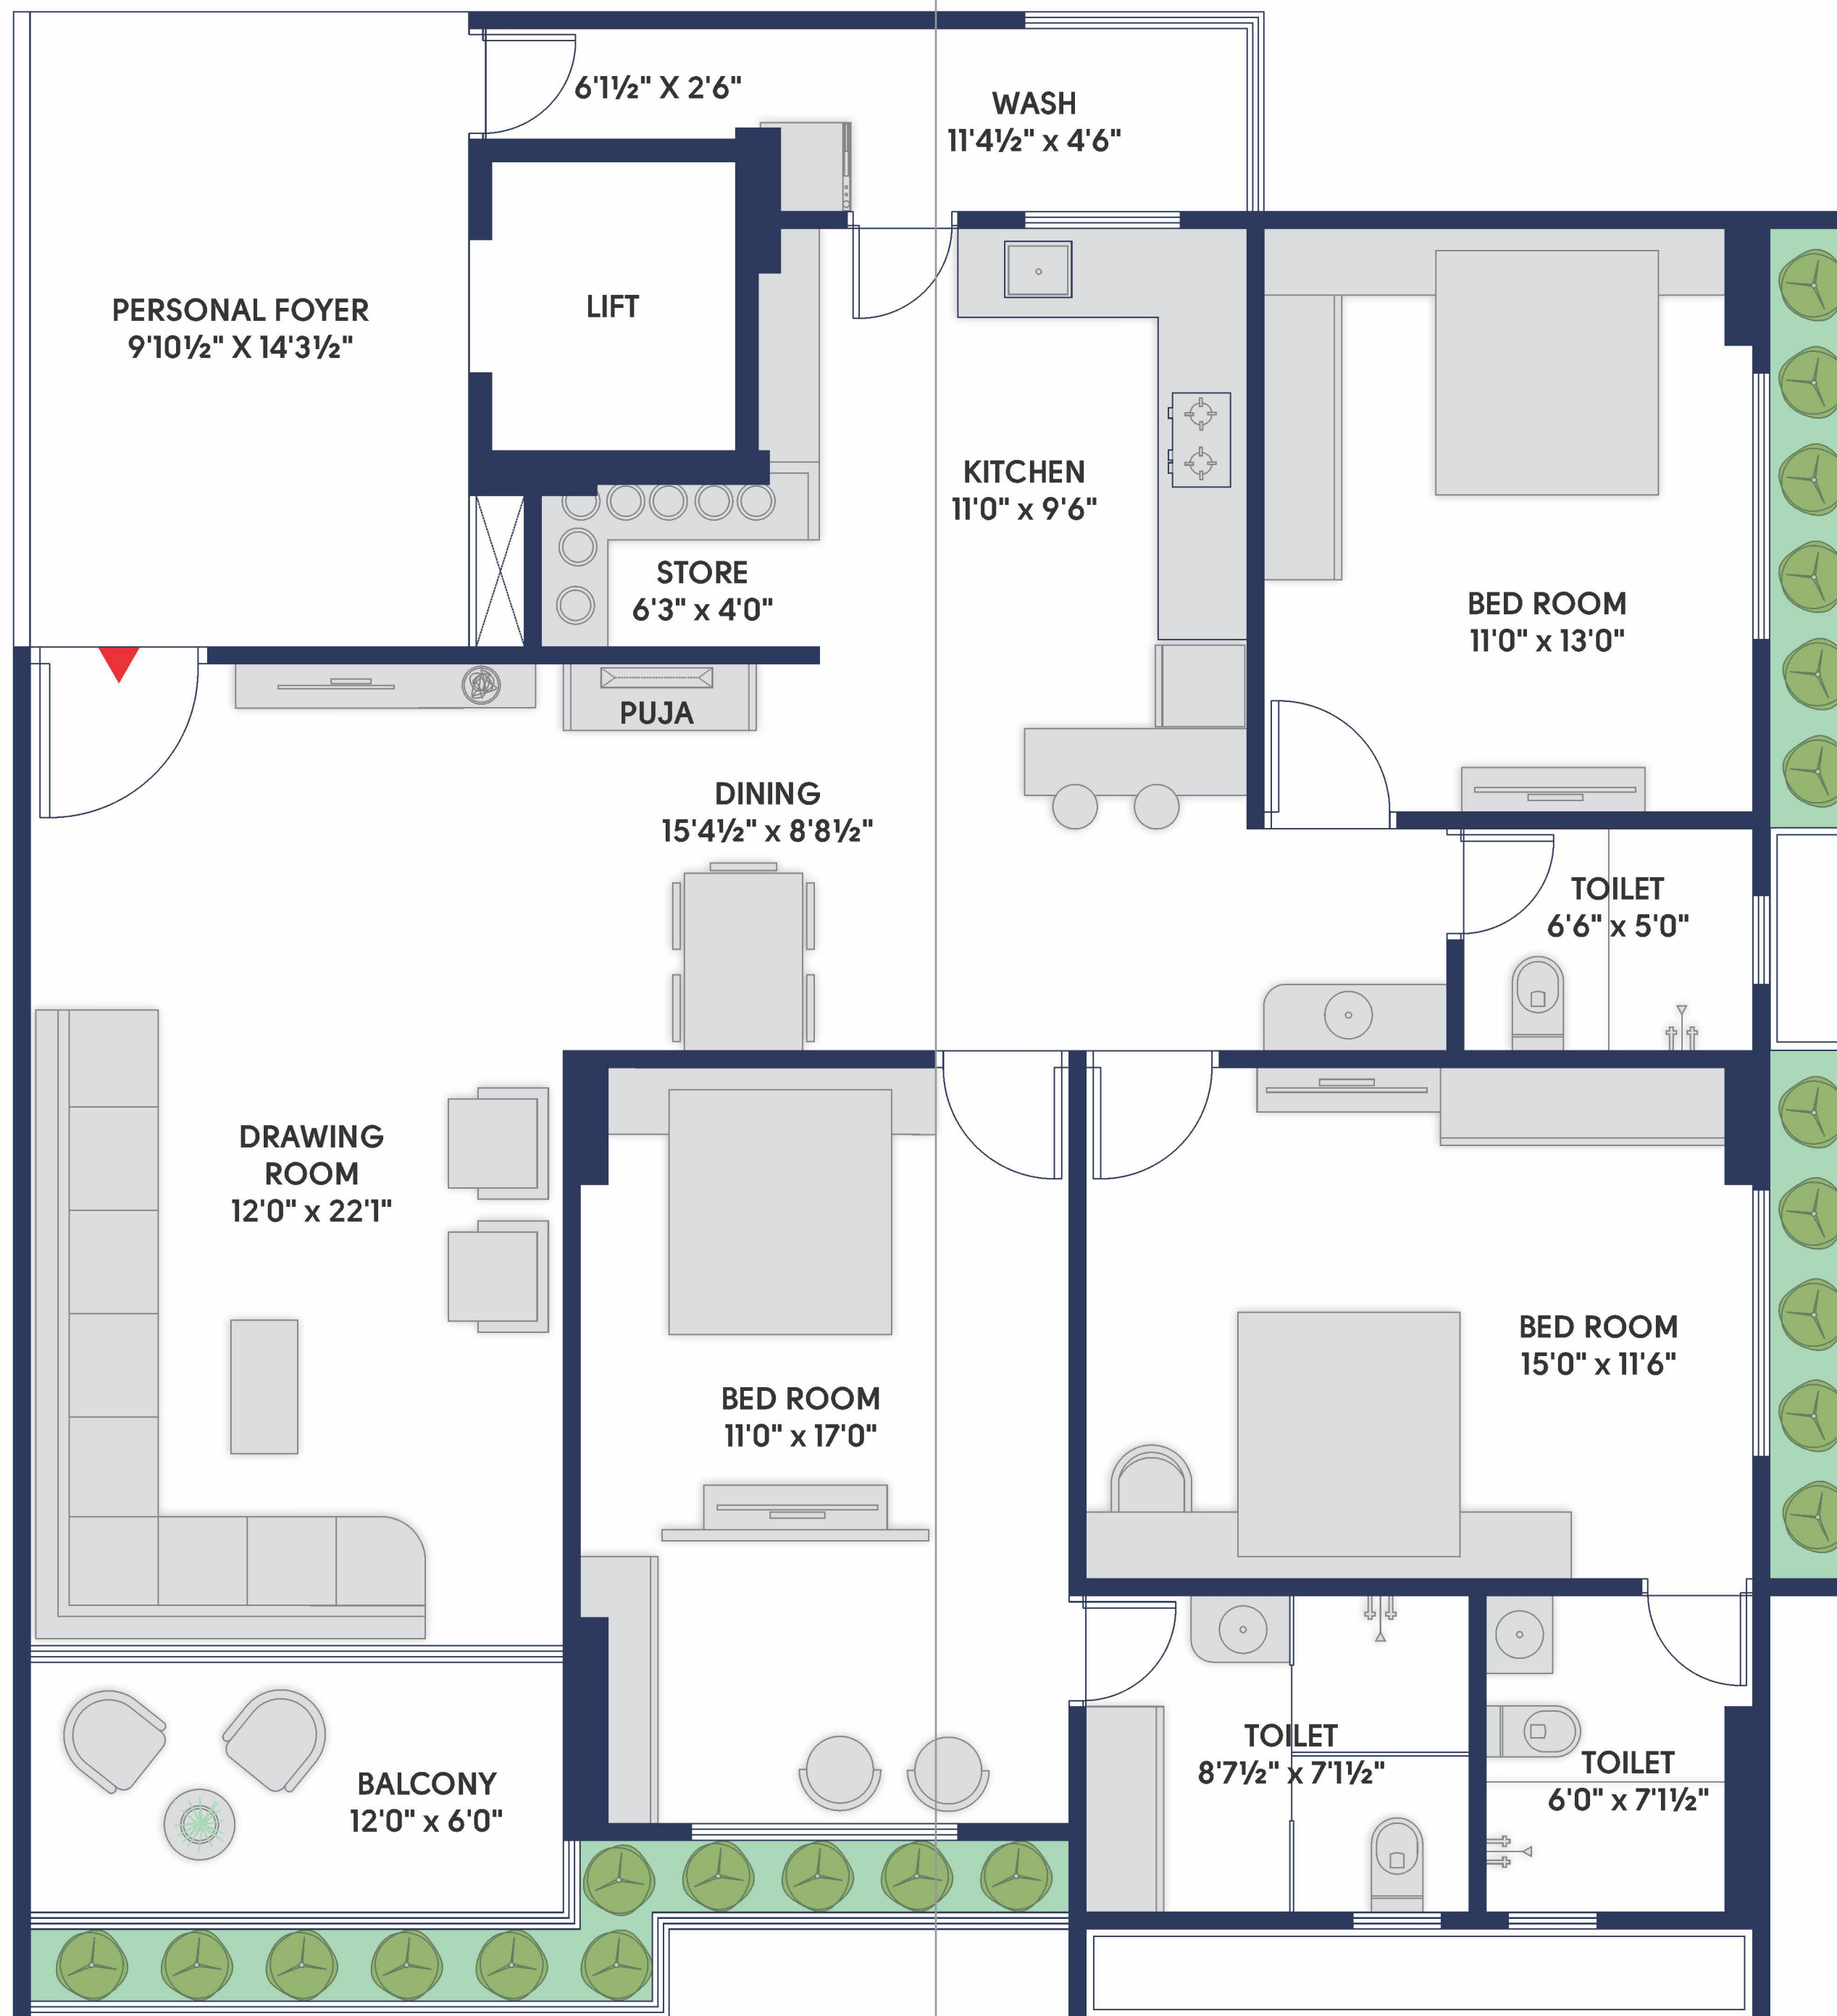 6'1½" X 2'6"
WASH
11'4½" x 4'6"
PERSONAL FOYER
9'10½" X 14'3½"
LIFT
KITCHEN
11'0" x 9'6"
STORE
6'3" x 4'0"
BED ROOM
11'0" x 13'0"
PUJA
DINING
15'4½" x 8'8½"
TOILET
6'6" x 5'0"
DRAWING
ROOM
12'0" x 22'1"
BED ROOM
15'0" x 11'6"
BED ROOM
11'0" x 17'0"
TOILET
8'7½" x 7'1½"
TOILET
6'0" x 7'1½"
BALCONY
12'0" x 6'0"